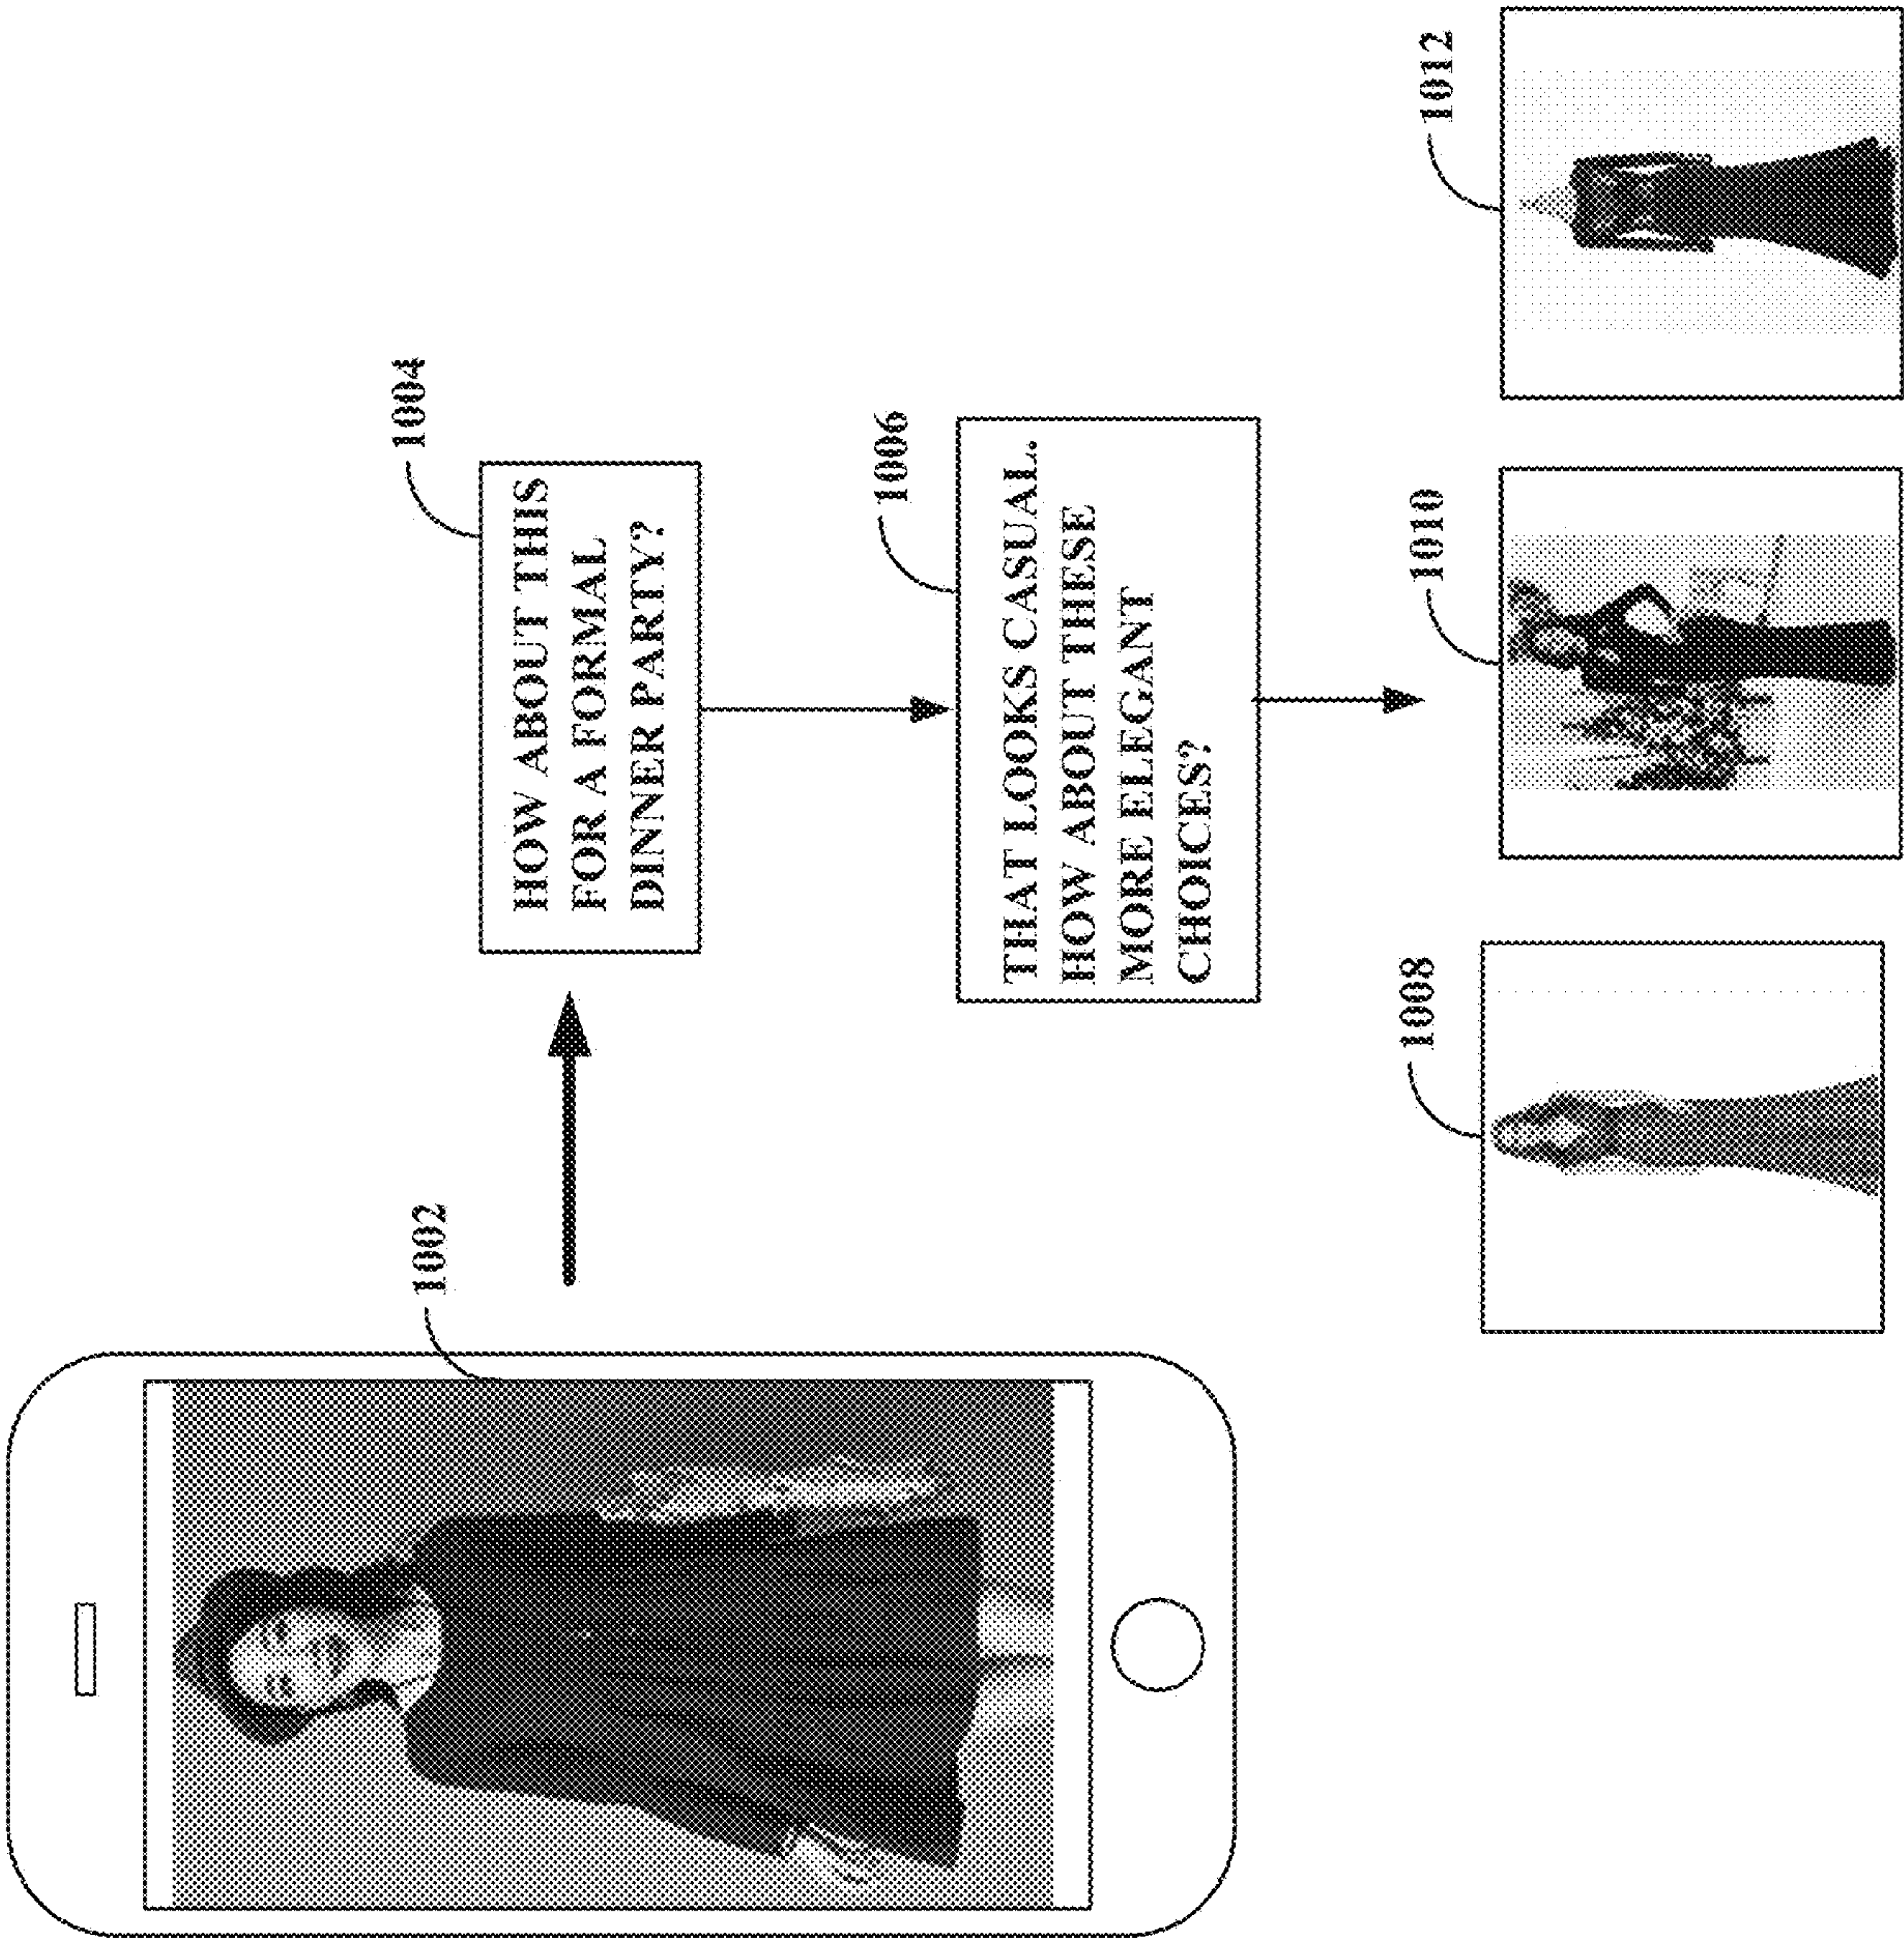 1002
1004
HOW ABOUT THIS
FOR A FORMAL
DINNER PARTY?
1006
THAT LOOKS CASUAL.
HOW ABOUT THESE
MORE ELEGANT
CHOICES?
1008
1010
1012